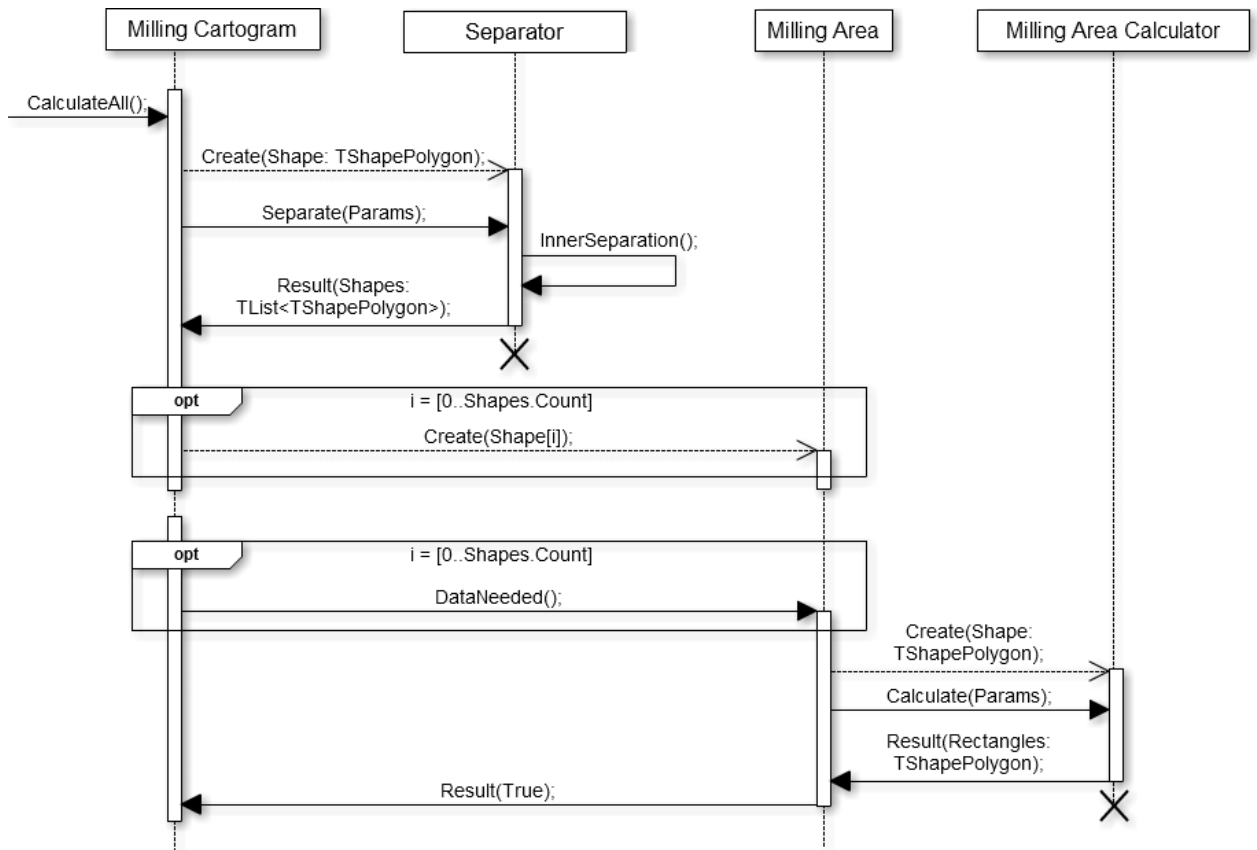 Milling Cartogram
Separator
Milling Area
Milling Area Calculator
CalculateAll();
Create(Shape: TShapePolygon);
Separate(Params);
InnerSeparation();
Result(Shapes:
TList<TShapePolygon>);
opt
i = [0..Shapes.Count]
Create(Shape[i]);
opt
i = [0..Shapes.Count]
DataNeeded();
Create(Shape:
TShapePolygon);
Calculate(Params);
Result(Rectangles:
TShapePolygon);
Result(True);